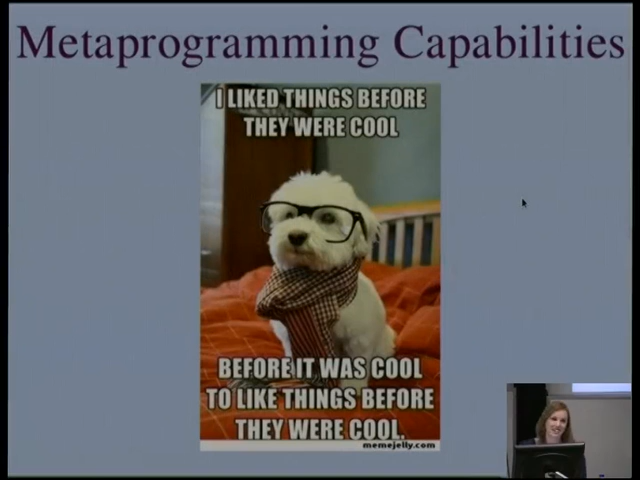 Metaprogramming Capabilities
I LIKED THINGS BEFORE
THEY WERE COOL
BEFORE IT WAS COOL
TO LIKE THINGS BEFORE
THEY WERE COOL.
memejelly.com